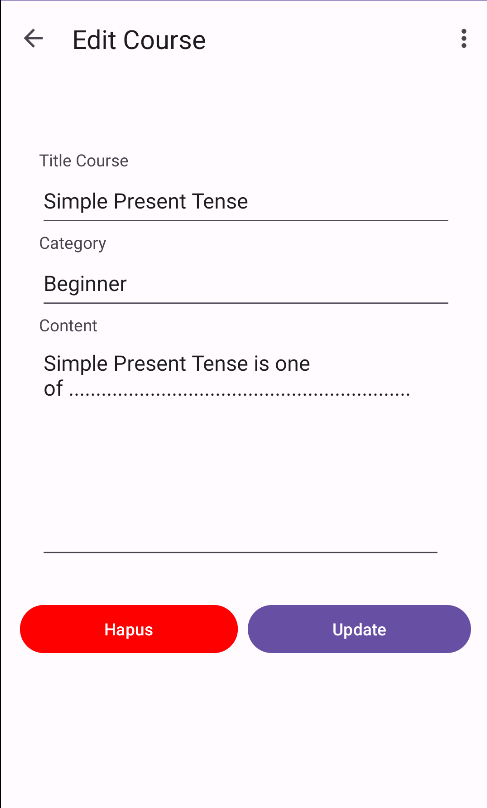 Edit Course
Title Course
Simple Present Tense
Category
Beginner
Content
Simple Present Tense is one
of ............................................................
Hapus
Update